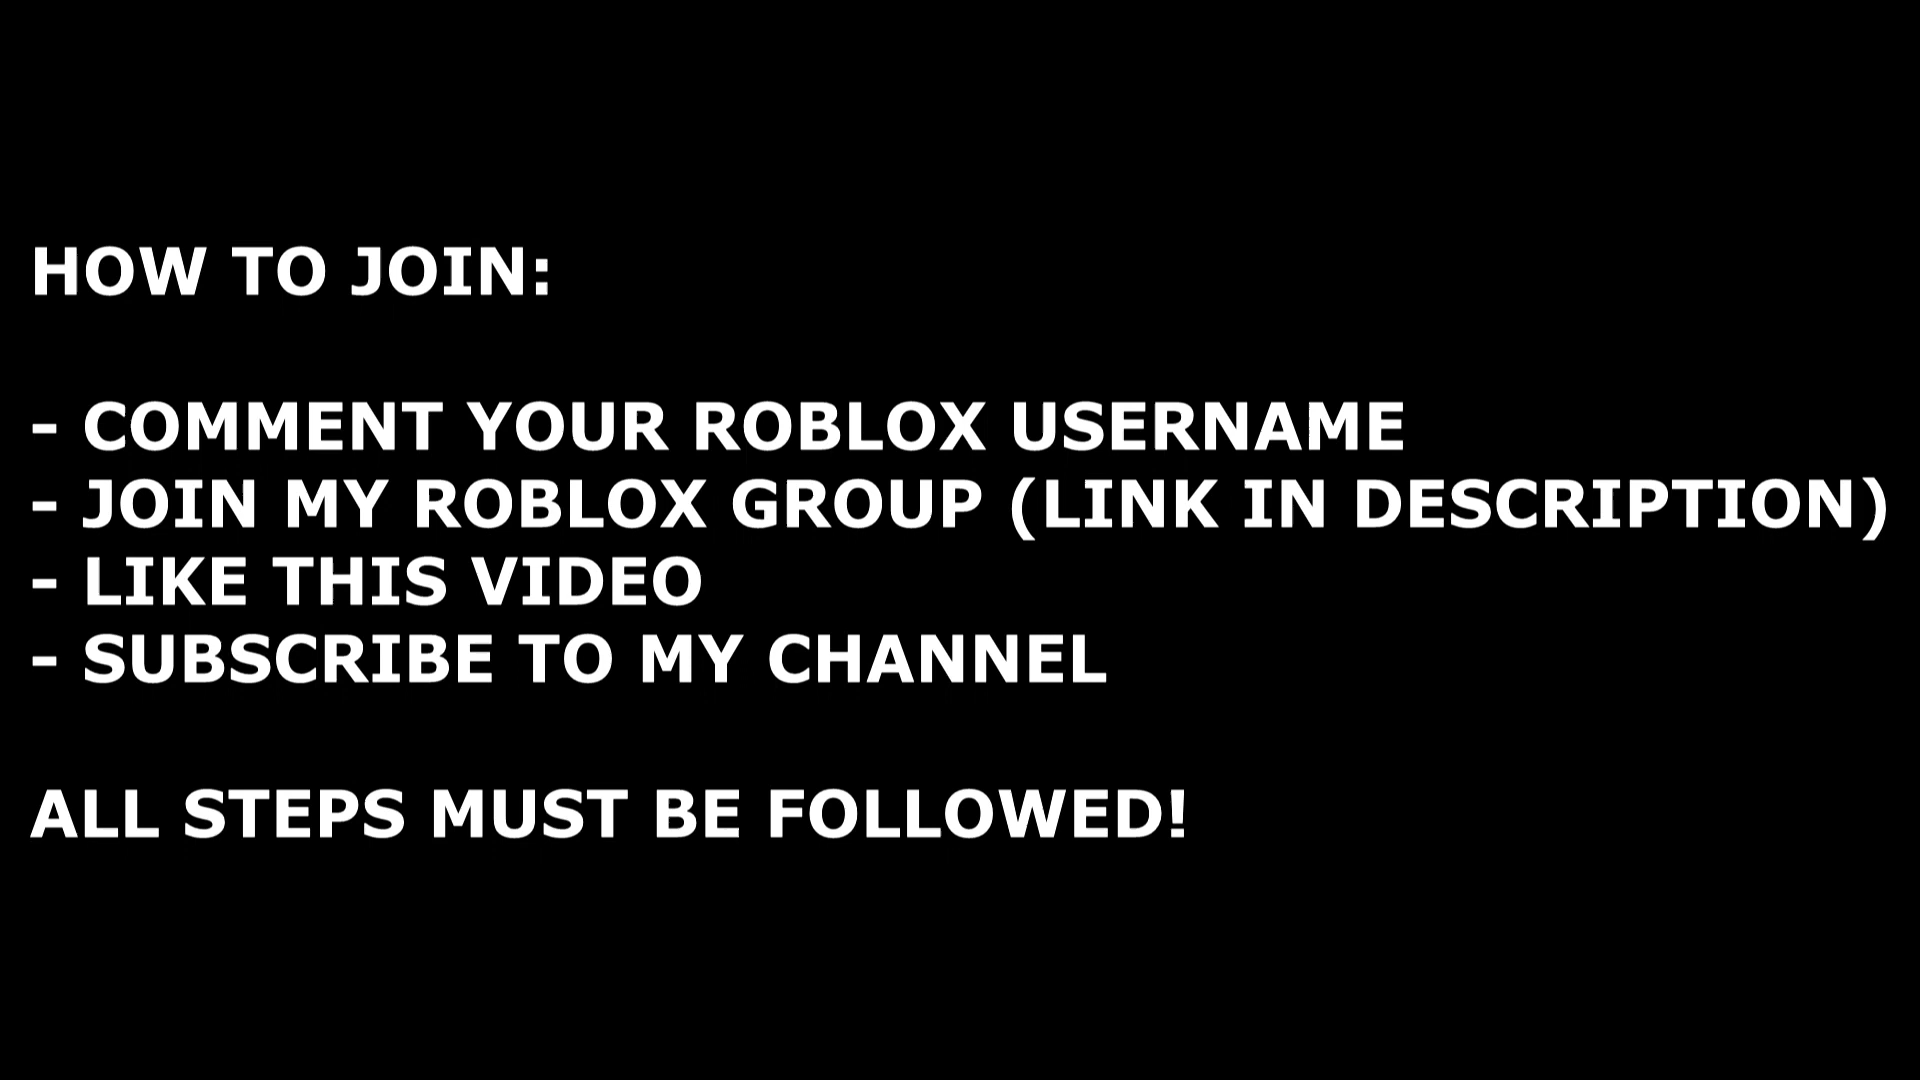 HOW TO JOIN:
- COMMENT YOUR ROBLOX USERNAME
- JOIN MY ROBLOX GROUP (LINK IN DESCRIPTION)
- LIKE THIS VIDEO
- SUBSCRIBE TO MY CHANNEL
ALL STEPS MUST BE FOLLOWED!